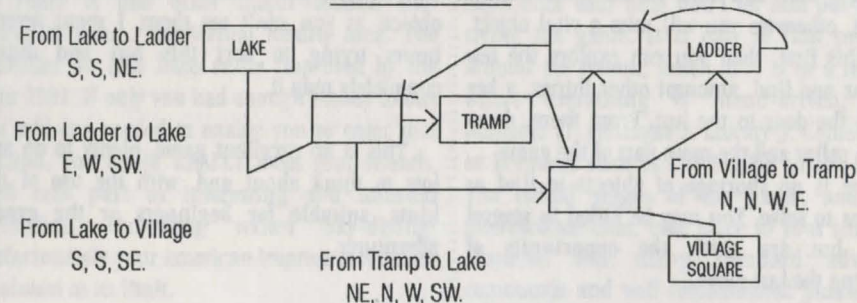 From Lake to Ladder
S, S, NE.
LAKE
LADDER
From Ladder to Lake
E, W, SW.
TRAMP
From Village to Tramp
N, N, W, E.
From Lake to Village
S, S, SE.
VILLAGE
SQUARE
From Tramp to Lake
NE, N, W, SW.